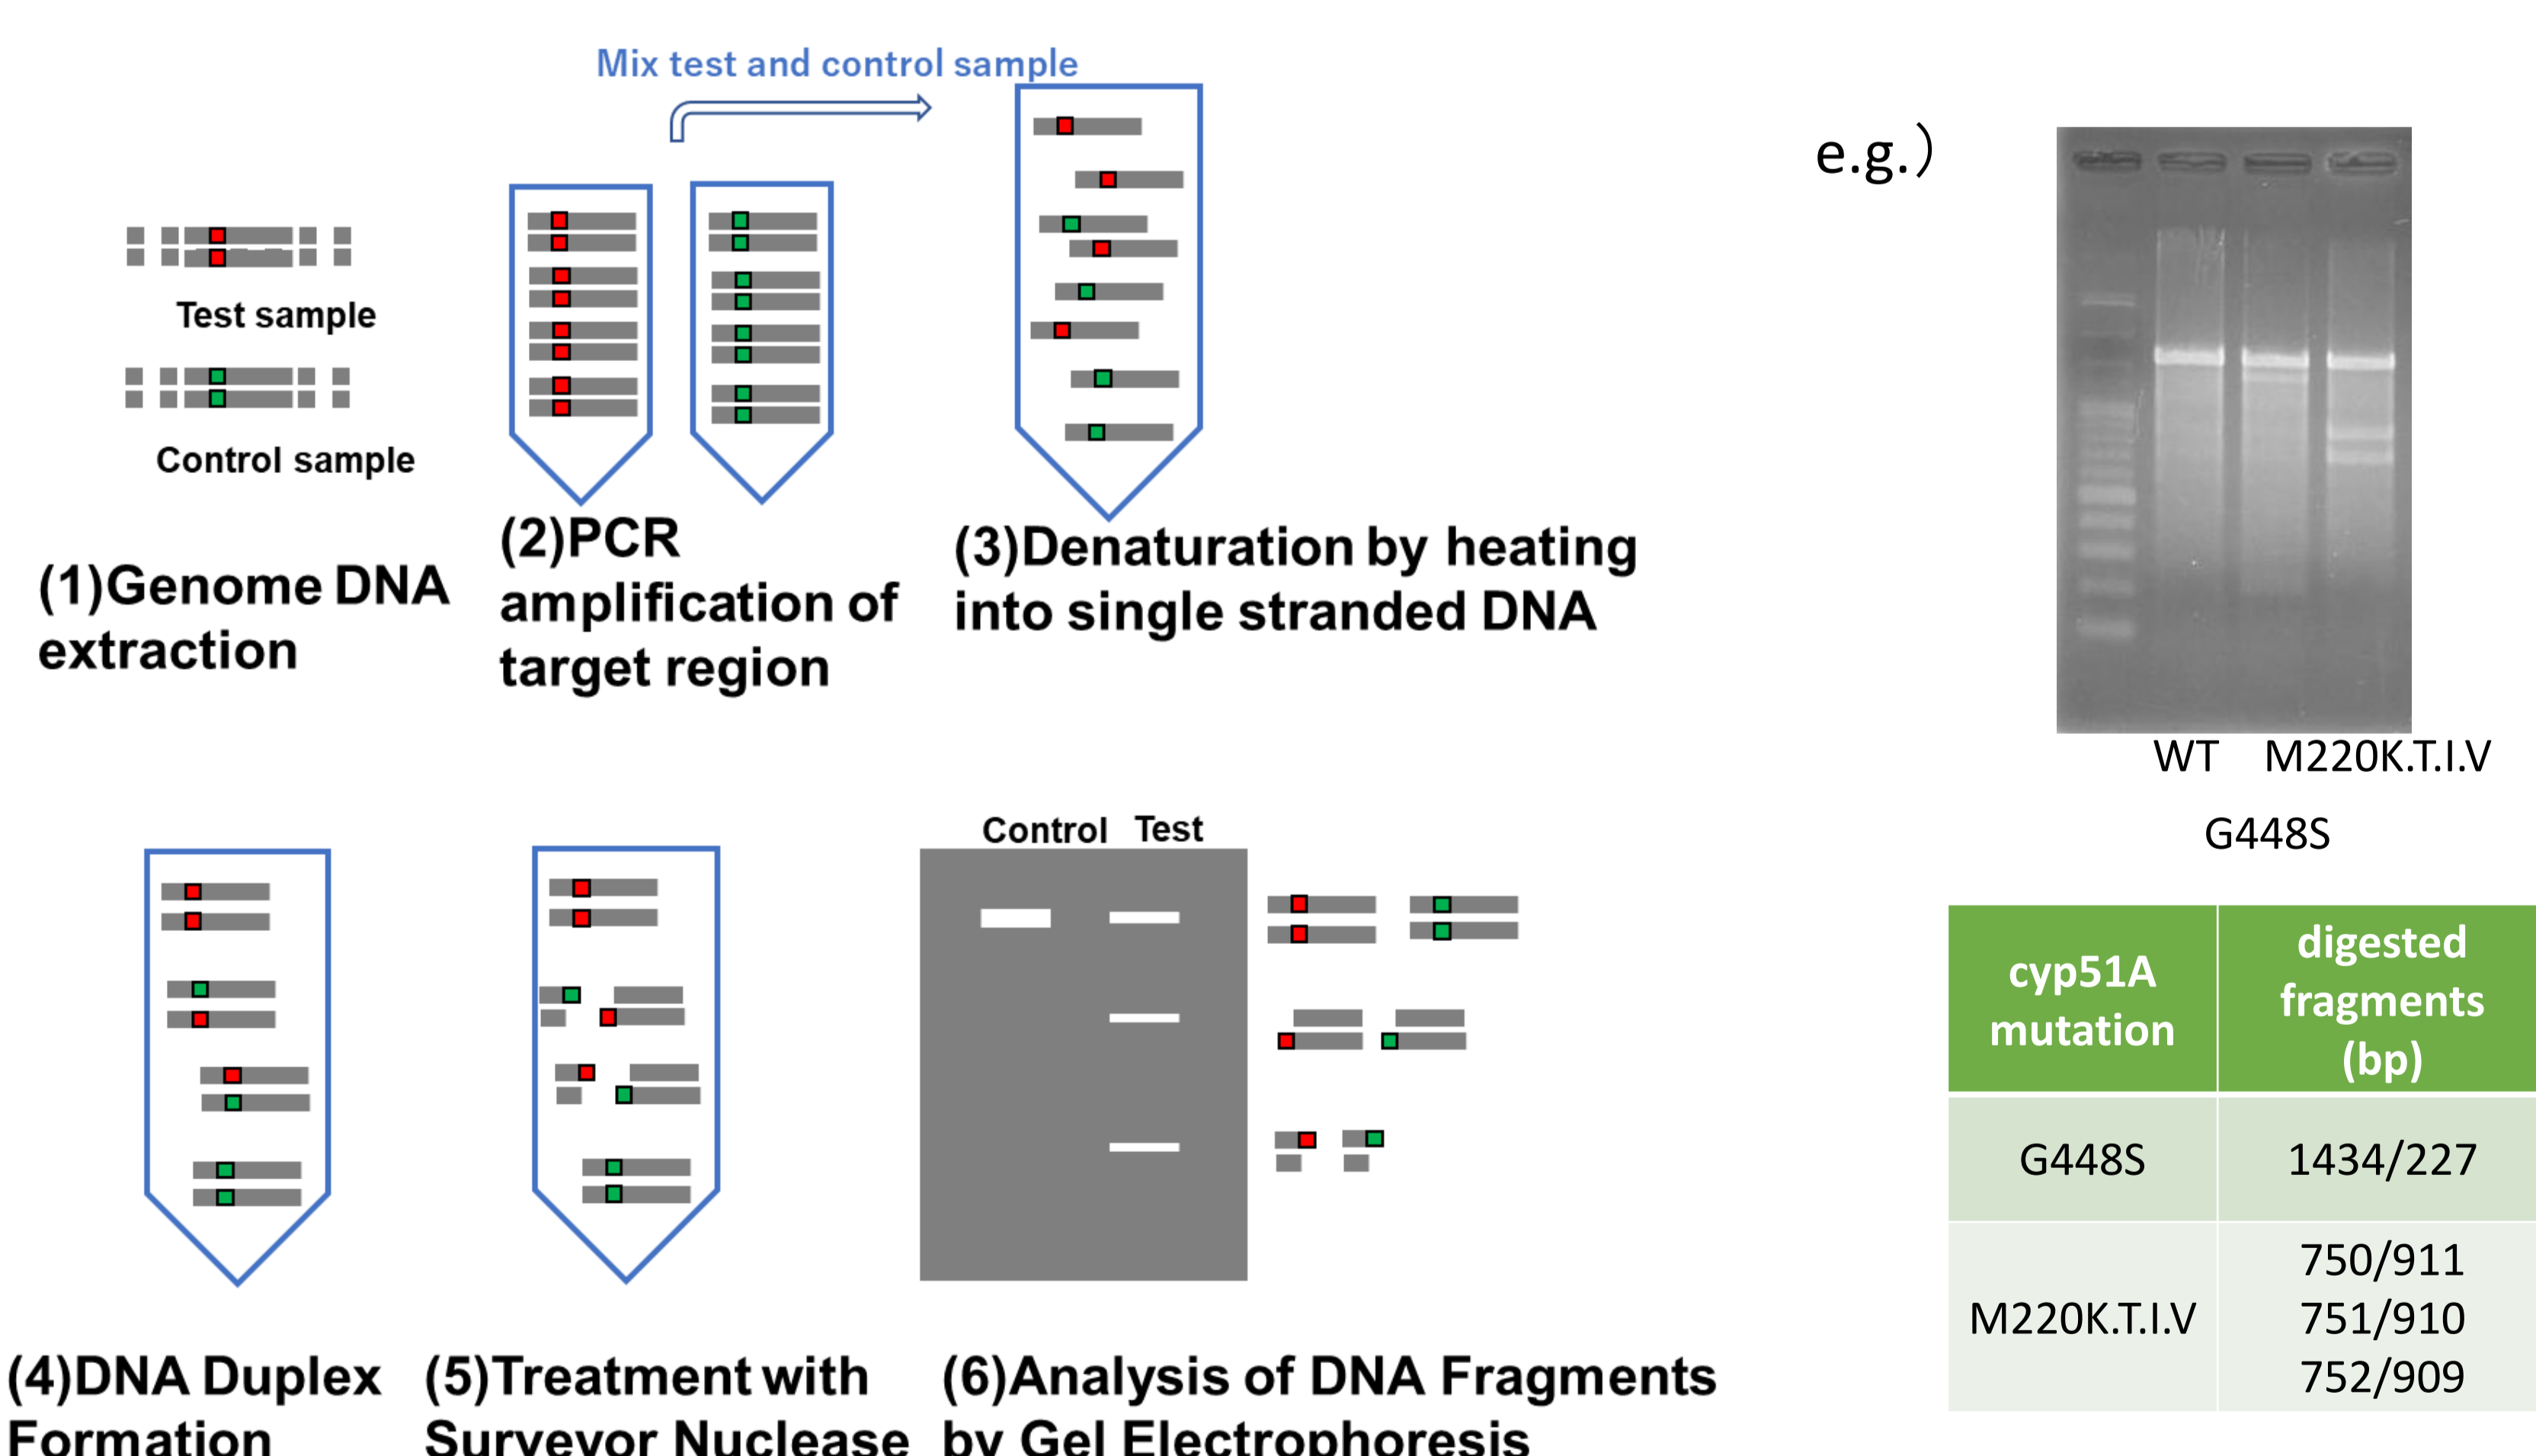 Mix test and control sample
Test sample
Control sample
(1)Genome DNA
extraction
(2)PCR
amplification of
target region
(3)Denaturation by heating
into single stranded DNA
(4)DNA Duplex
Formation
(5)Treatment with
Surveyor Nuclease
Control Test
(6)Analysis of DNA Fragments
by Gel Electrophoresis
e.g.)
WT M220K.T.I.V
G448S
cyp51A
mutation
digested
fragments
(bp)
G448S
1434/227
M220K.T.I.V
750/911
751/910
752/909